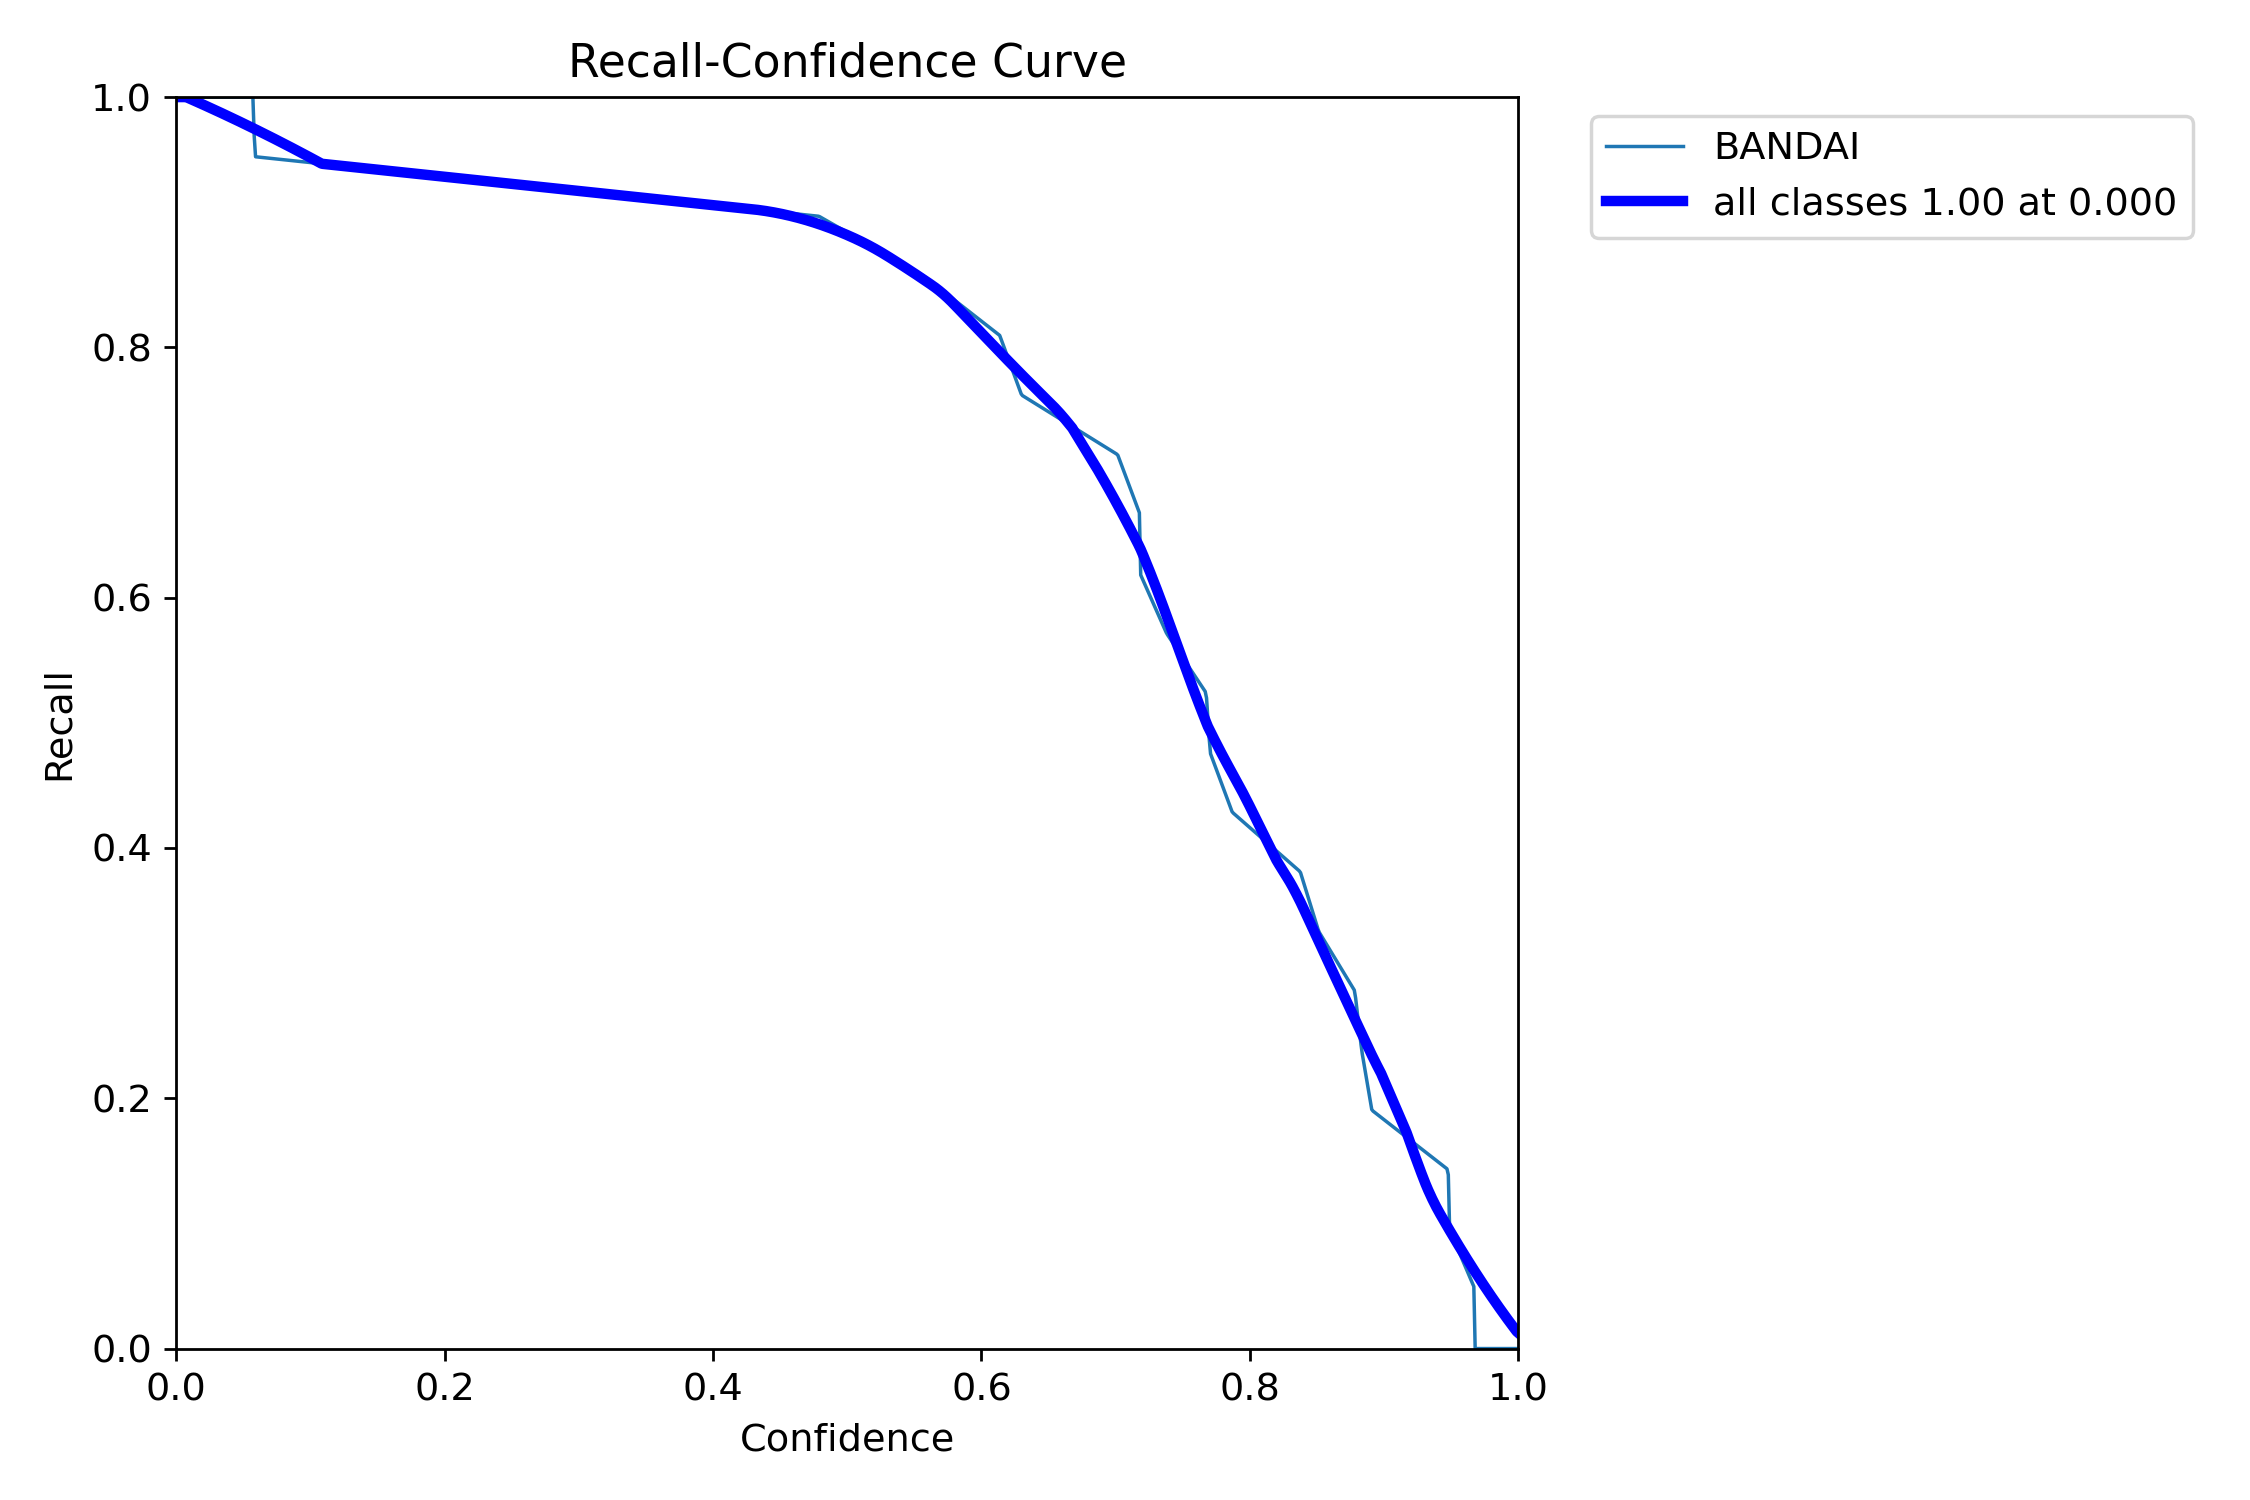 Recall-Confidence Curve
1.0
0.8
0.6
0.4
0.2
0.0
Recall
0.0 0.2 0.4 0.6 0.8 1.0
Confidence
BANDAI
all classes 1.00 at 0.000